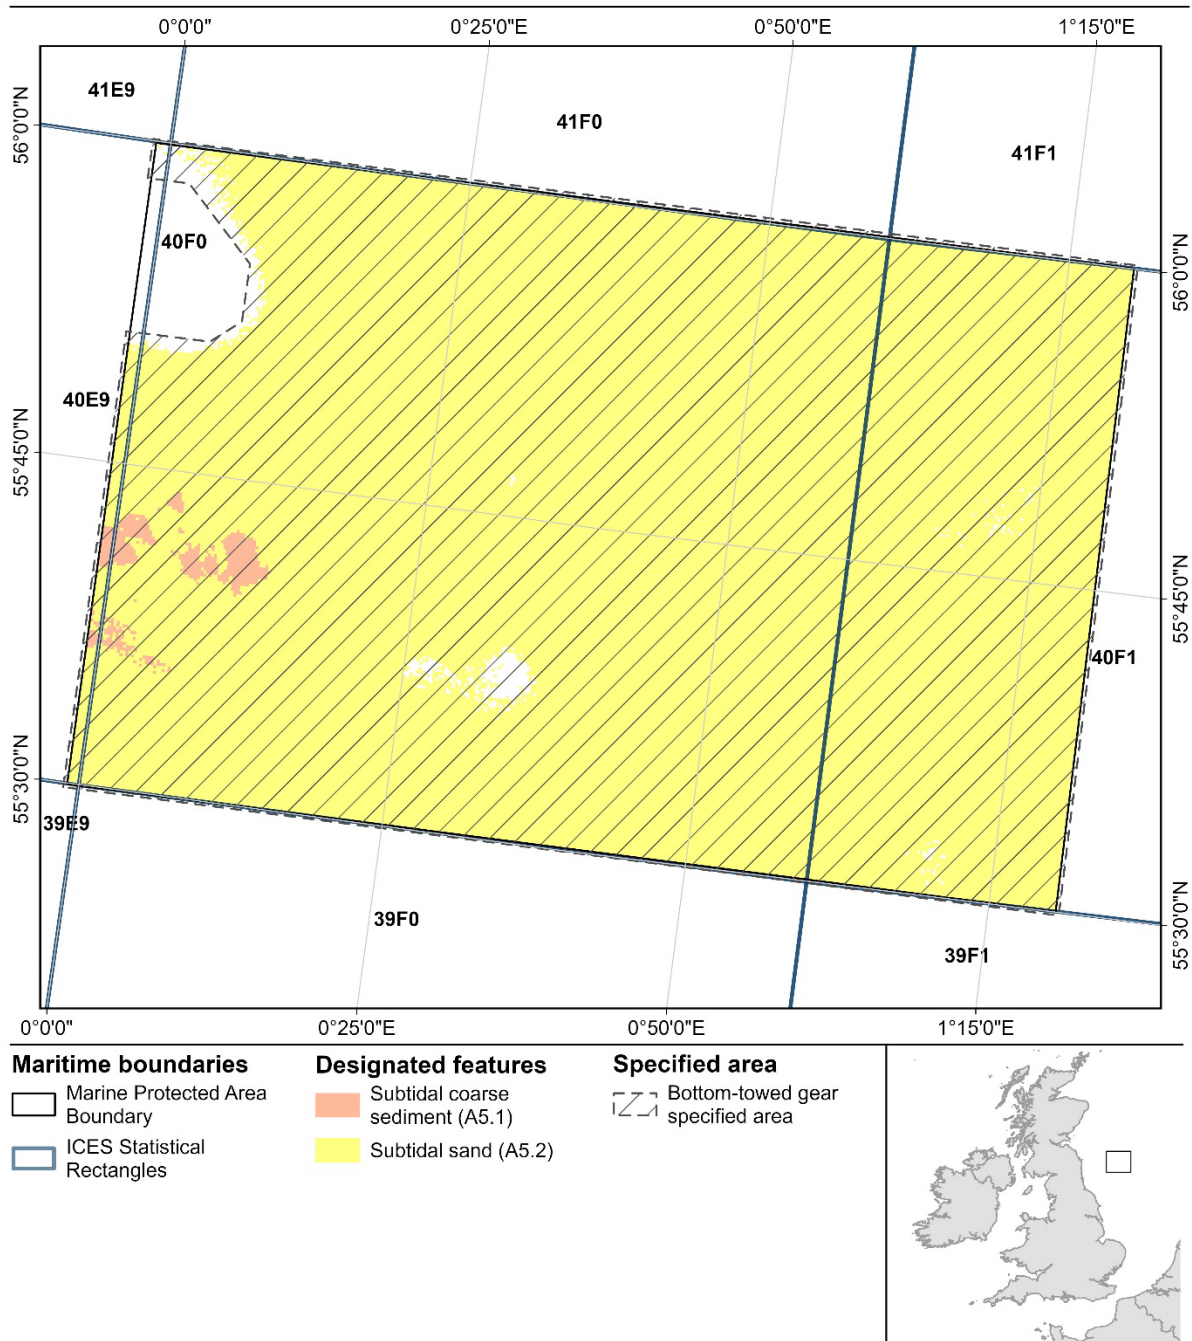 0°0'0" 0°25'0"E 0°50'0"E 1°15'0"E
41E9
41F0
41F1
56°0'0"N
40F0
56°0'0"N
40E9
55°45'0"N
55°45'0"N
40F1
55°30'0"N
39E9
39F0
39F1
55°30'0"N
0°0'0" 0°25'0"E 0°50'0"E 1°15'0"E
Maritime boundaries
Marine Protected Area
Boundary
ICES Statistical
Rectangles
Designated features
Subtidal coarse
sediment (A5.1)
Subtidal sand (A5.2)
Specified area
Bottom-towed gear
specified area